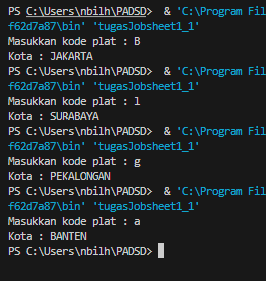 PS C:\Users\nbilh\PADSD>  & 'C:\Program Fil
f62d7a87\bin' 'tugasJobsheet1_1'
Masukkan kode plat : B
Kota : JAKARTA
PS C:\Users\nbilh\PADSD>  & 'C:\Program Fil
f62d7a87\bin' 'tugasJobsheet1_1'
Masukkan kode plat : l
Kota : SURABAYA
PS C:\Users\nbilh\PADSD>  & 'C:\Program Fil
f62d7a87\bin' 'tugasJobsheet1_1'
Masukkan kode plat : g
Kota : PEKALONGAN
PS C:\Users\nbilh\PADSD>  & 'C:\Program Fil
f62d7a87\bin' 'tugasJobsheet1_1'
Masukkan kode plat : a
Kota : BANTEN
PS C:\Users\nbilh\PADSD>